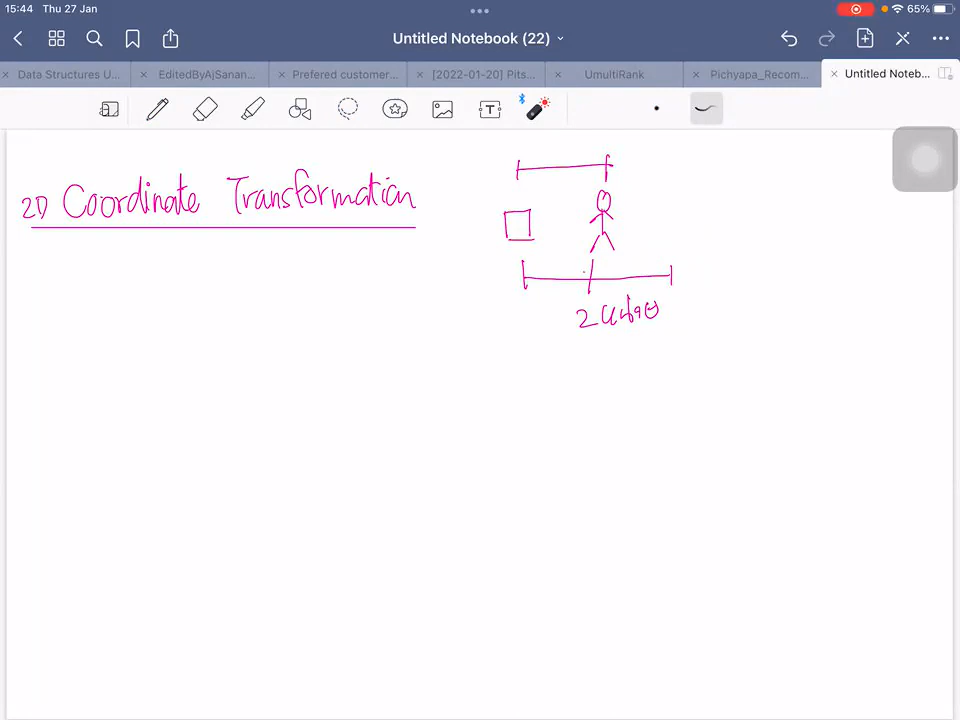 15:44 Thu 27 Jan
65%
Untitled Notebook (22)
Data Structures U...
EditedByAjSanan...
Prefered customer...
[2022-01-20] Pits...
UmultiRank
Pichyapa_Recom...
Untitled Noteb...
2D Coordinate Transformation
2